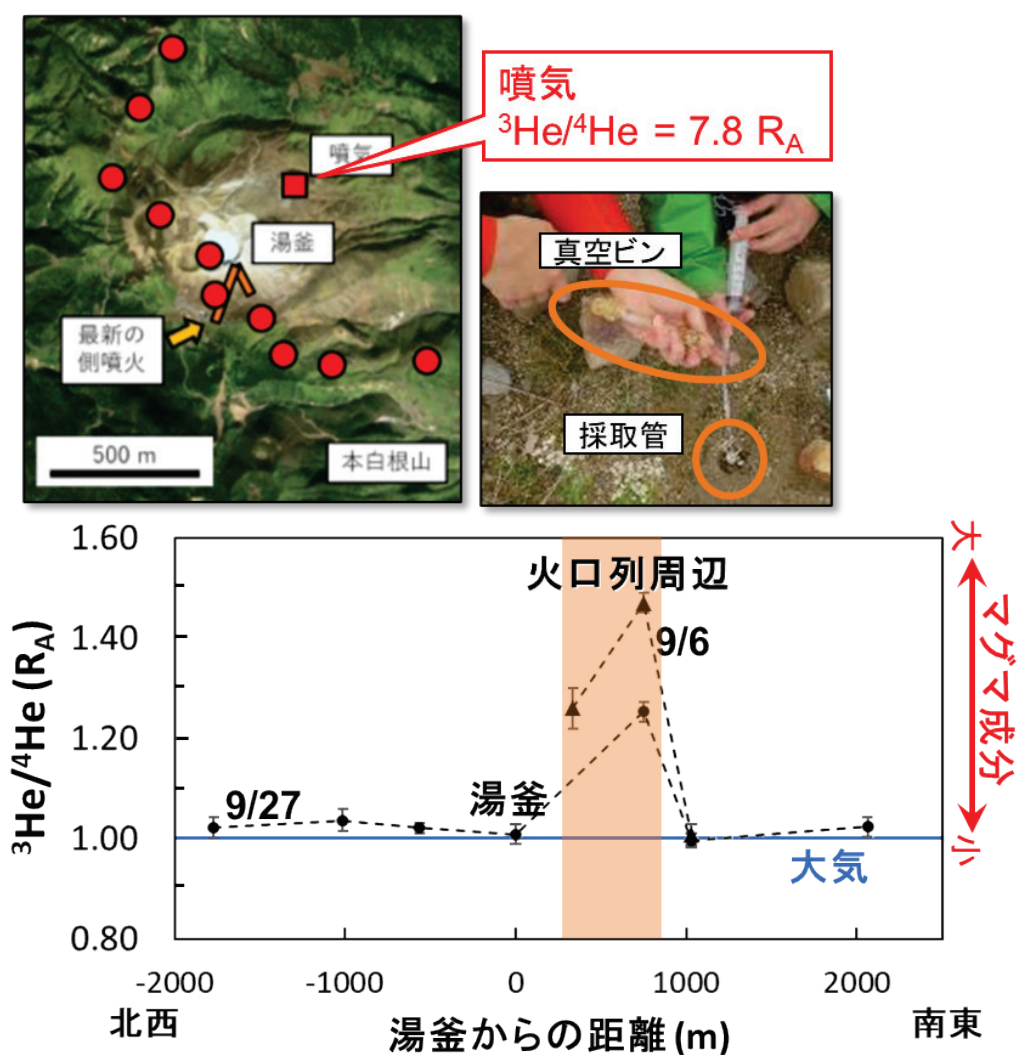 噴気
³He/⁴He = 7.8 R_A
噴気
湯釜
最新の
側噴火
500 m
本白根山
真空ビン
採取管
1.60
1.40
1.20
1.00
0.80
³He/⁴He (R_A)
火口列周辺
9/6
湯釜
9/27
大気
大
マグマ成分
小
-2000
-1000
0
1000
2000
北西
湯釜からの距離 (m)
南東